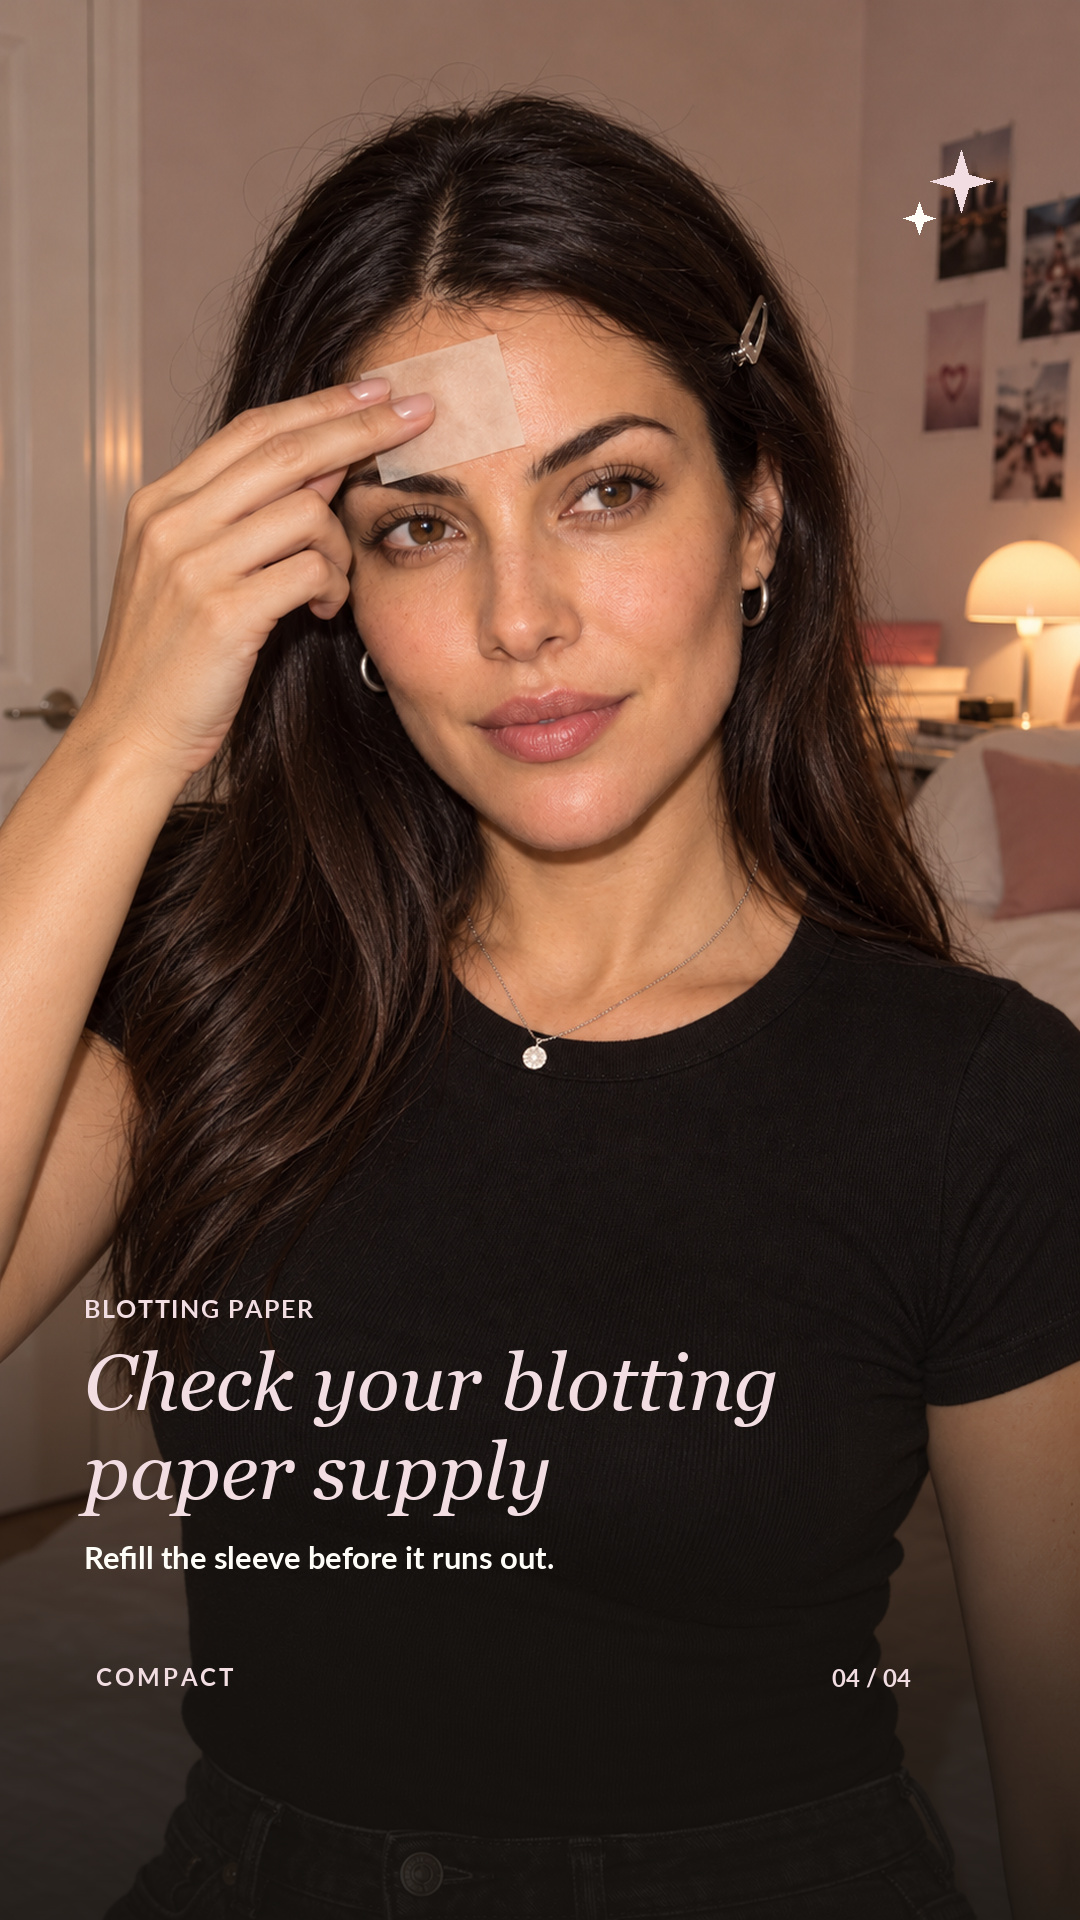 BLOTTING PAPER
Check your blotting
paper supply
Refill the sleeve before it runs out.
COMPACT
04 / 04